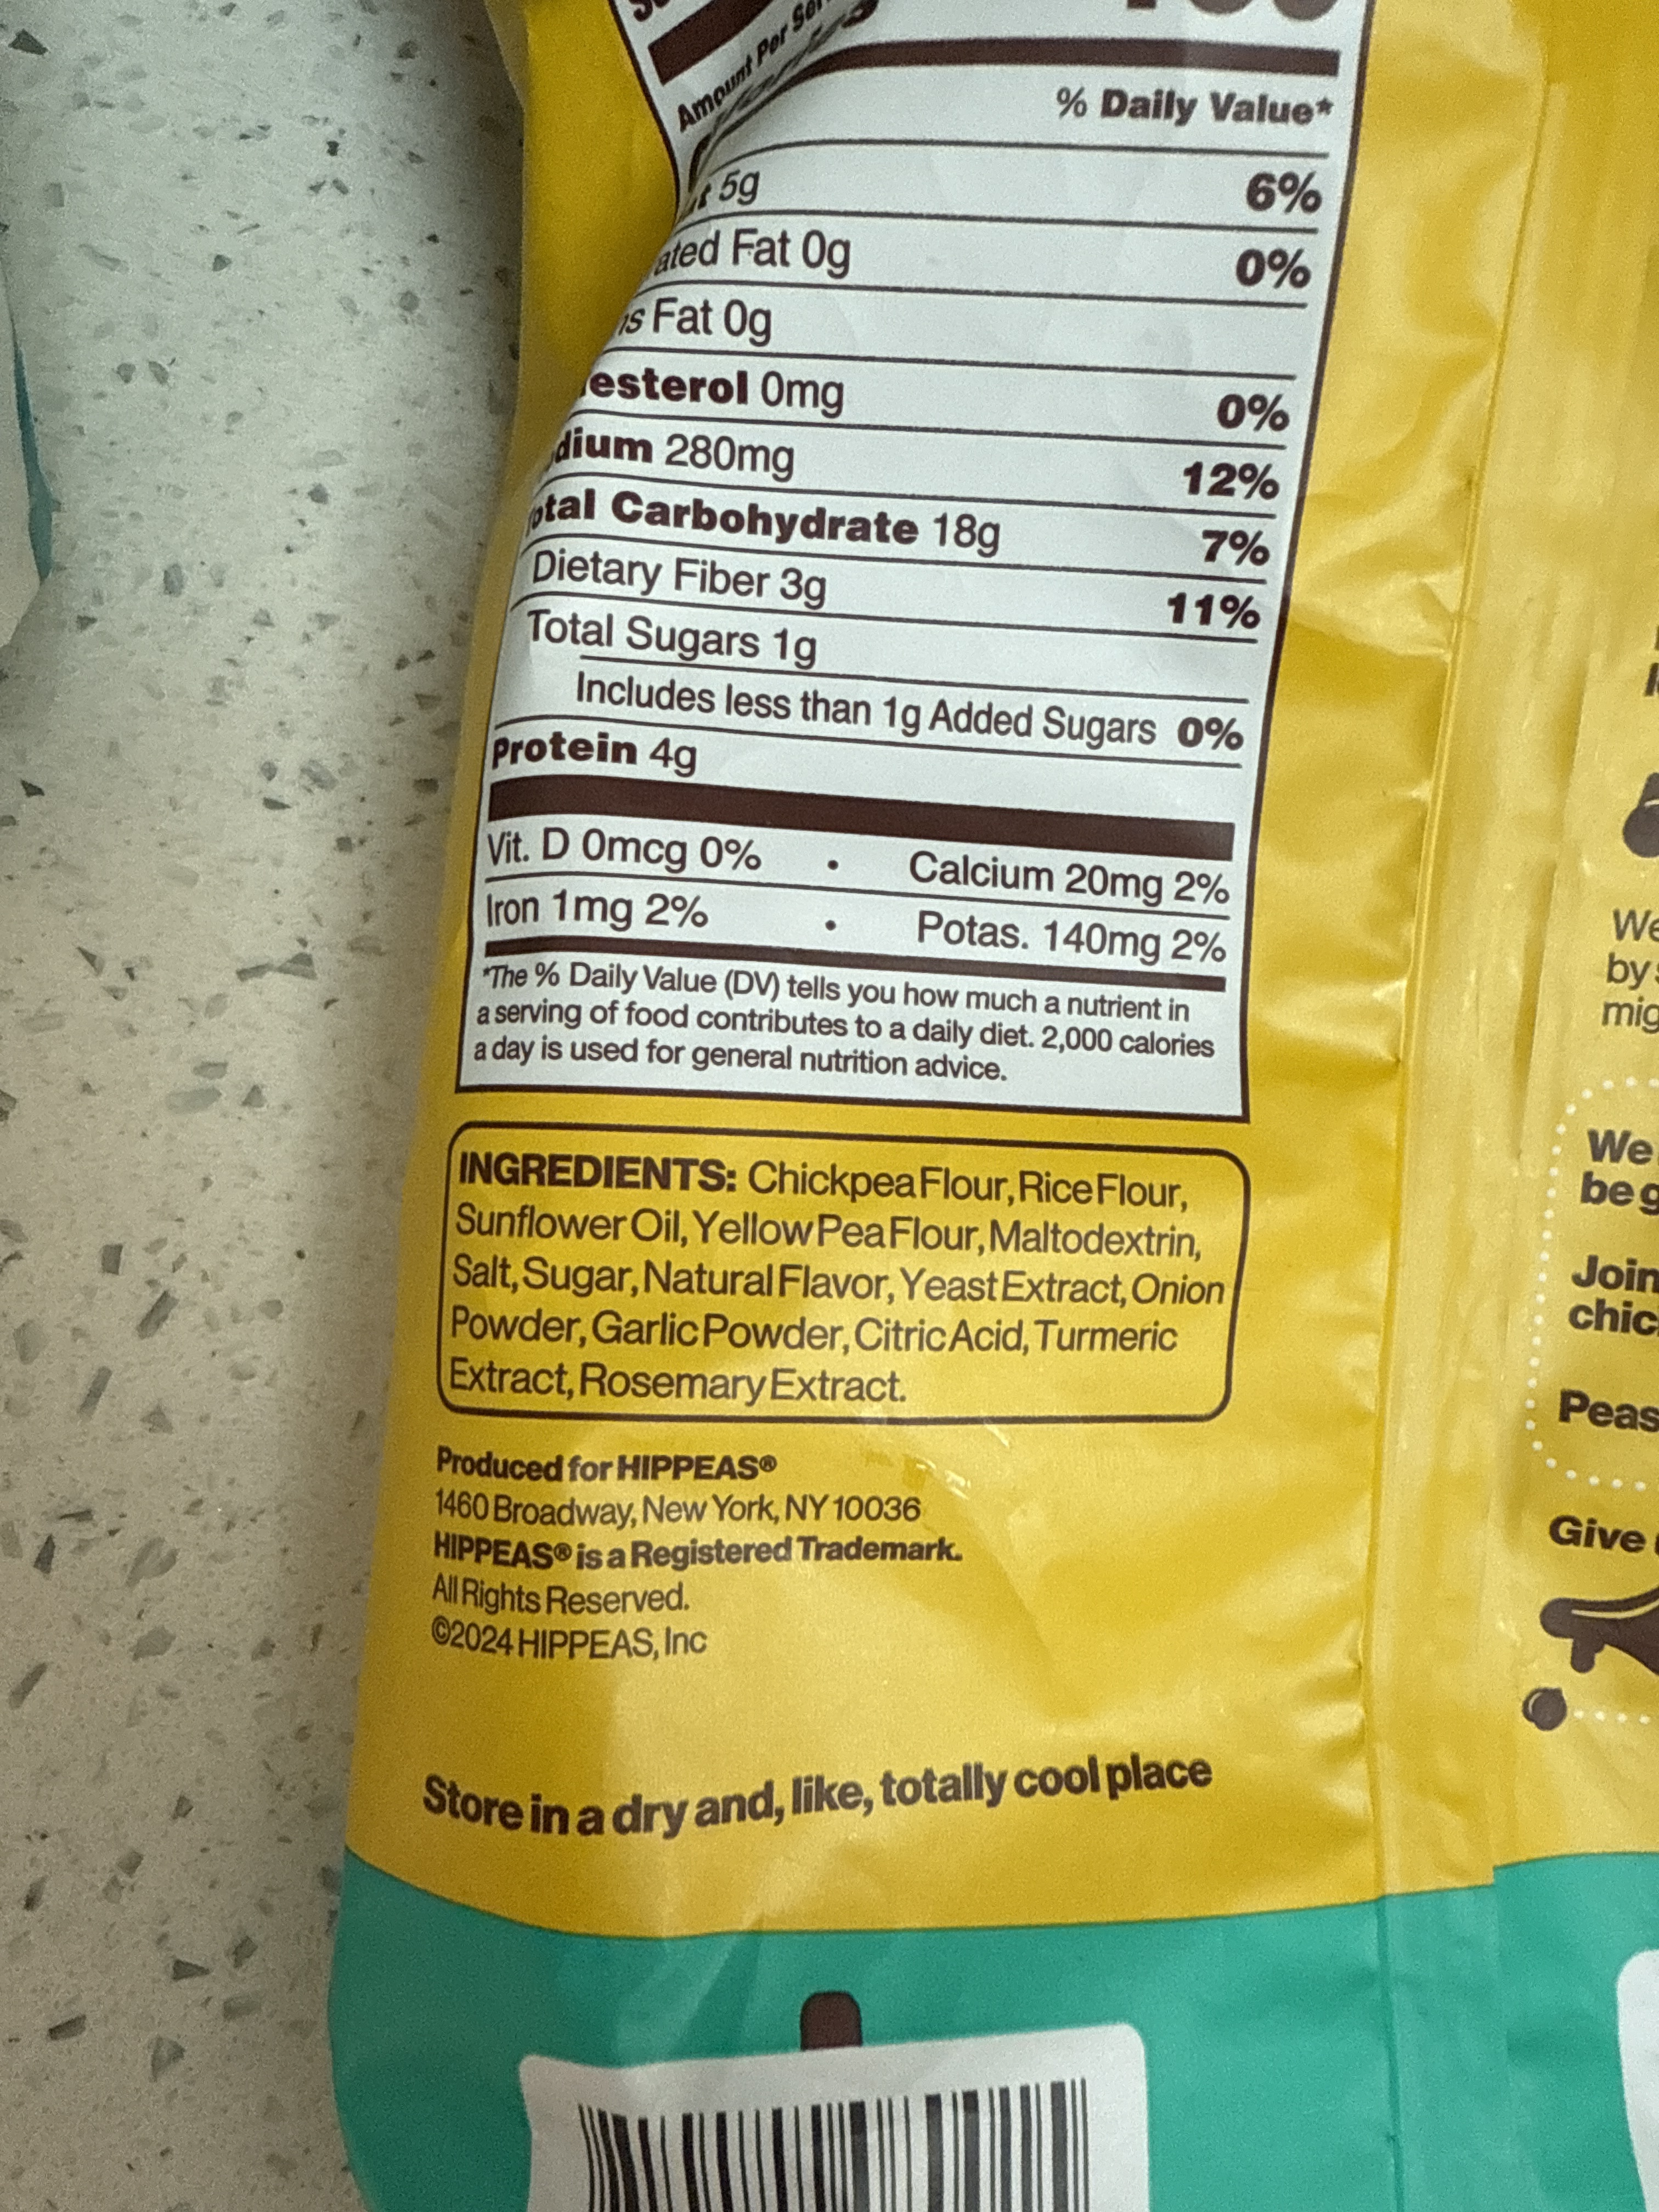 Amount Per
% Daily Value*
5g 6%
Fat 0g 0%
Fat 0g
0mg 0%
280mg 12%
Carbohydrate 18g 7%
Dietary Fiber 3g 11%
Total Sugars 1g
Includes less than 1g Added Sugars 0%
Protein 4g
Vit. D 0mcg 0% • Calcium 20mg 2%
Iron 1mg 2% • Potas. 140mg 2%
*The % Daily Value (DV) tells you how much a nutrient in
a serving of food contributes to a daily diet. 2,000 calories
a day is used for general nutrition advice.
INGREDIENTS: Chickpea Flour, Rice Flour,
Sunflower Oil, Yellow Pea Flour, Maltodextrin,
Salt, Sugar, Natural Flavor, Yeast Extract, Onion
Powder, Garlic Powder, Citric Acid, Turmeric
Extract, Rosemary Extract.
Produced for HIPPEAS®
1460 Broadway, New York, NY 10036
HIPPEAS® is a Registered Trademark.
All Rights Reserved.
©2024 HIPPEAS, Inc
Store in a dry and, like, totally cool place
We
by
We
be
Join
Peas
Give